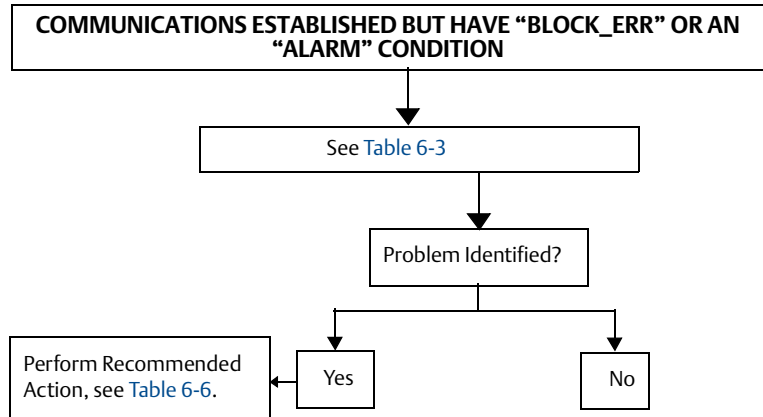 COMMUNICATIONS ESTABLISHED BUT HAVE “BLOCK_ERR” OR AN
“ALARM” CONDITION
See Table 6-3
Problem Identified?
Perform Recommended
Action, see Table 6-6.
Yes
No